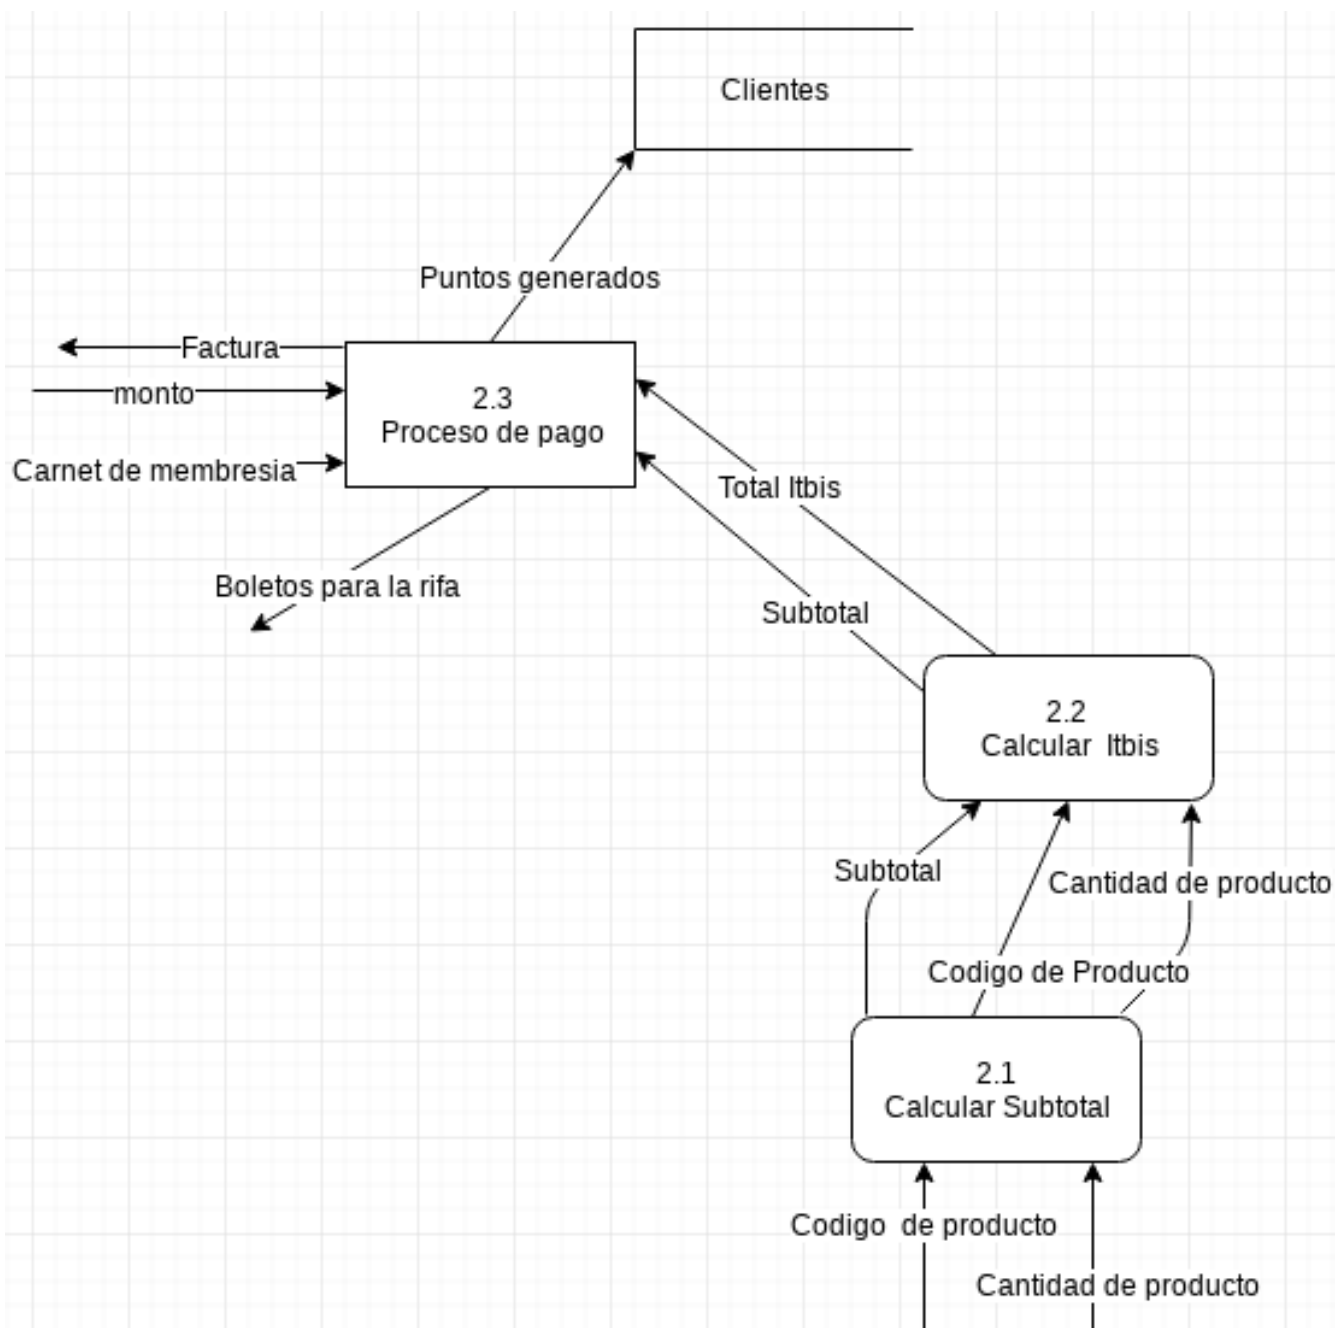 Clientes
Puntos generados
Factura
monto
2.3
Proceso de pago
Carnet de membresia
Total Itbis
Boletos para la rifa
Subtotal
2.2
Calcular Itbis
Subtotal
Cantidad de producto
Codigo de Producto
2.1
Calcular Subtotal
Codigo de producto
Cantidad de producto